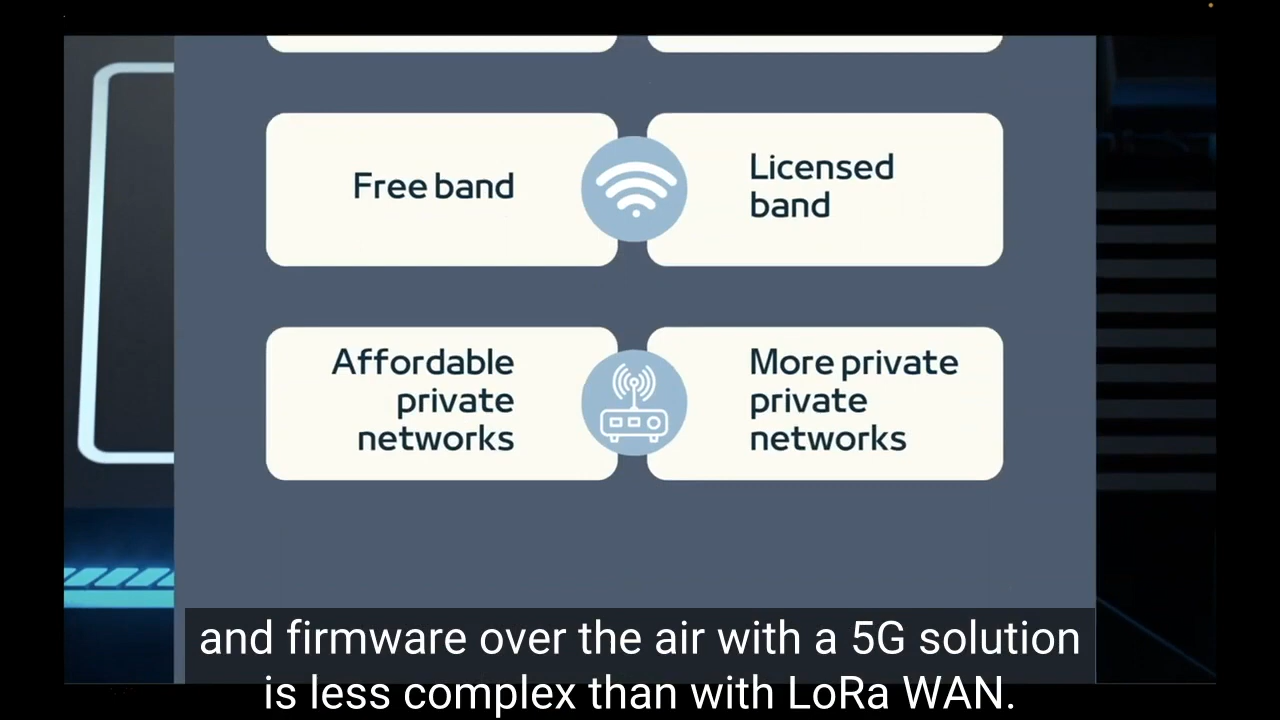 Free band
Licensed
band
Affordable
private
networks
More private
private
networks
and firmware over the air with a 5G solution
is less complex than with LoRa WAN.